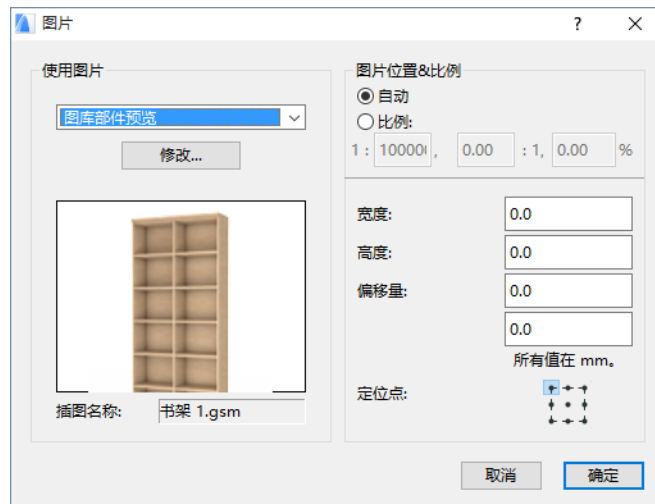 图片
使用图片
图库部件预览
修改...
插图名称: 书架 1.gsm
图片位置&比例
自动
比例:
1 : 10000 , 0.00 : 1, 0.00 %
宽度: 0.0
高度: 0.0
偏移量: 0.0
0.0
所有值在 mm。
定位点:
取消 确定